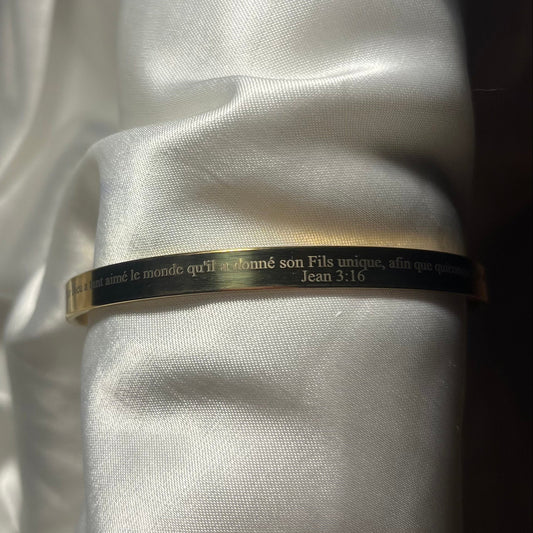 a tant aimé le monde qu'il a donné son Fils unique, afin que
Jean 3:16